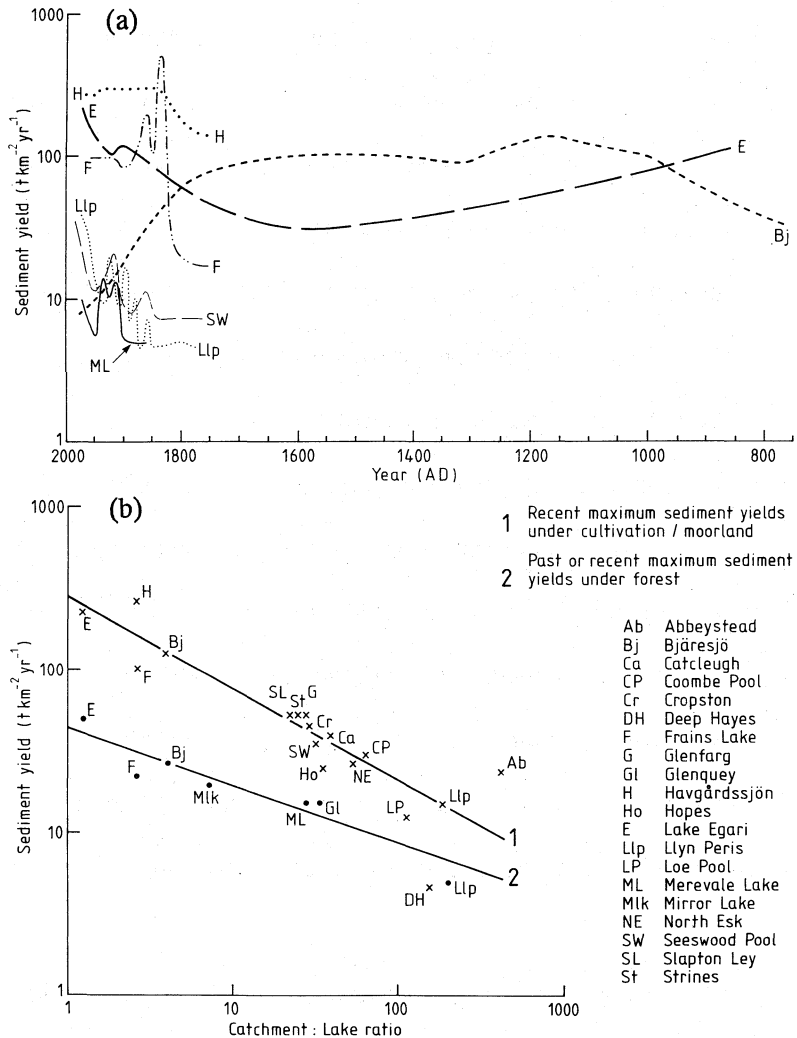 (a)
1000
100
10
1
Sediment yield (t km-2 yr-1)
H
E
F
Llp
H
E
Bj
F
SW
Llp
ML
2000 1800 1600 1400 1200 1000 800
Year (AD)
(b)
1000
100
10
1
Sediment yield (t km-2 yr-1)
1 Recent maximum sediment yields
under cultivation / moorland
2 Past or recent maximum sediment
yields under forest
H
E
Bj
F
SL St G
Cr
Ca
SW
CP
Ho
NE
Ab
LP
Llp
1
E
Bj
F
Mlk
ML
Gl
2
DH
Llp
1 10 100 1000
Catchment : Lake ratio
Ab Abbeystead
Bj Bjäresjö
Ca Catcleugh
CP Coombe Pool
Cr Cropston
DH Deep Hayes
F Frains Lake
G Glenfarg
Gl Glenquey
H Havgårdssjön
Ho Hopes
E Lake Egari
Llp Llyn Peris
LP Loe Pool
ML Merevale Lake
Mlk Mirror Lake
NE North Esk
SW Seeswood Pool
SL Slapton Ley
St Strines